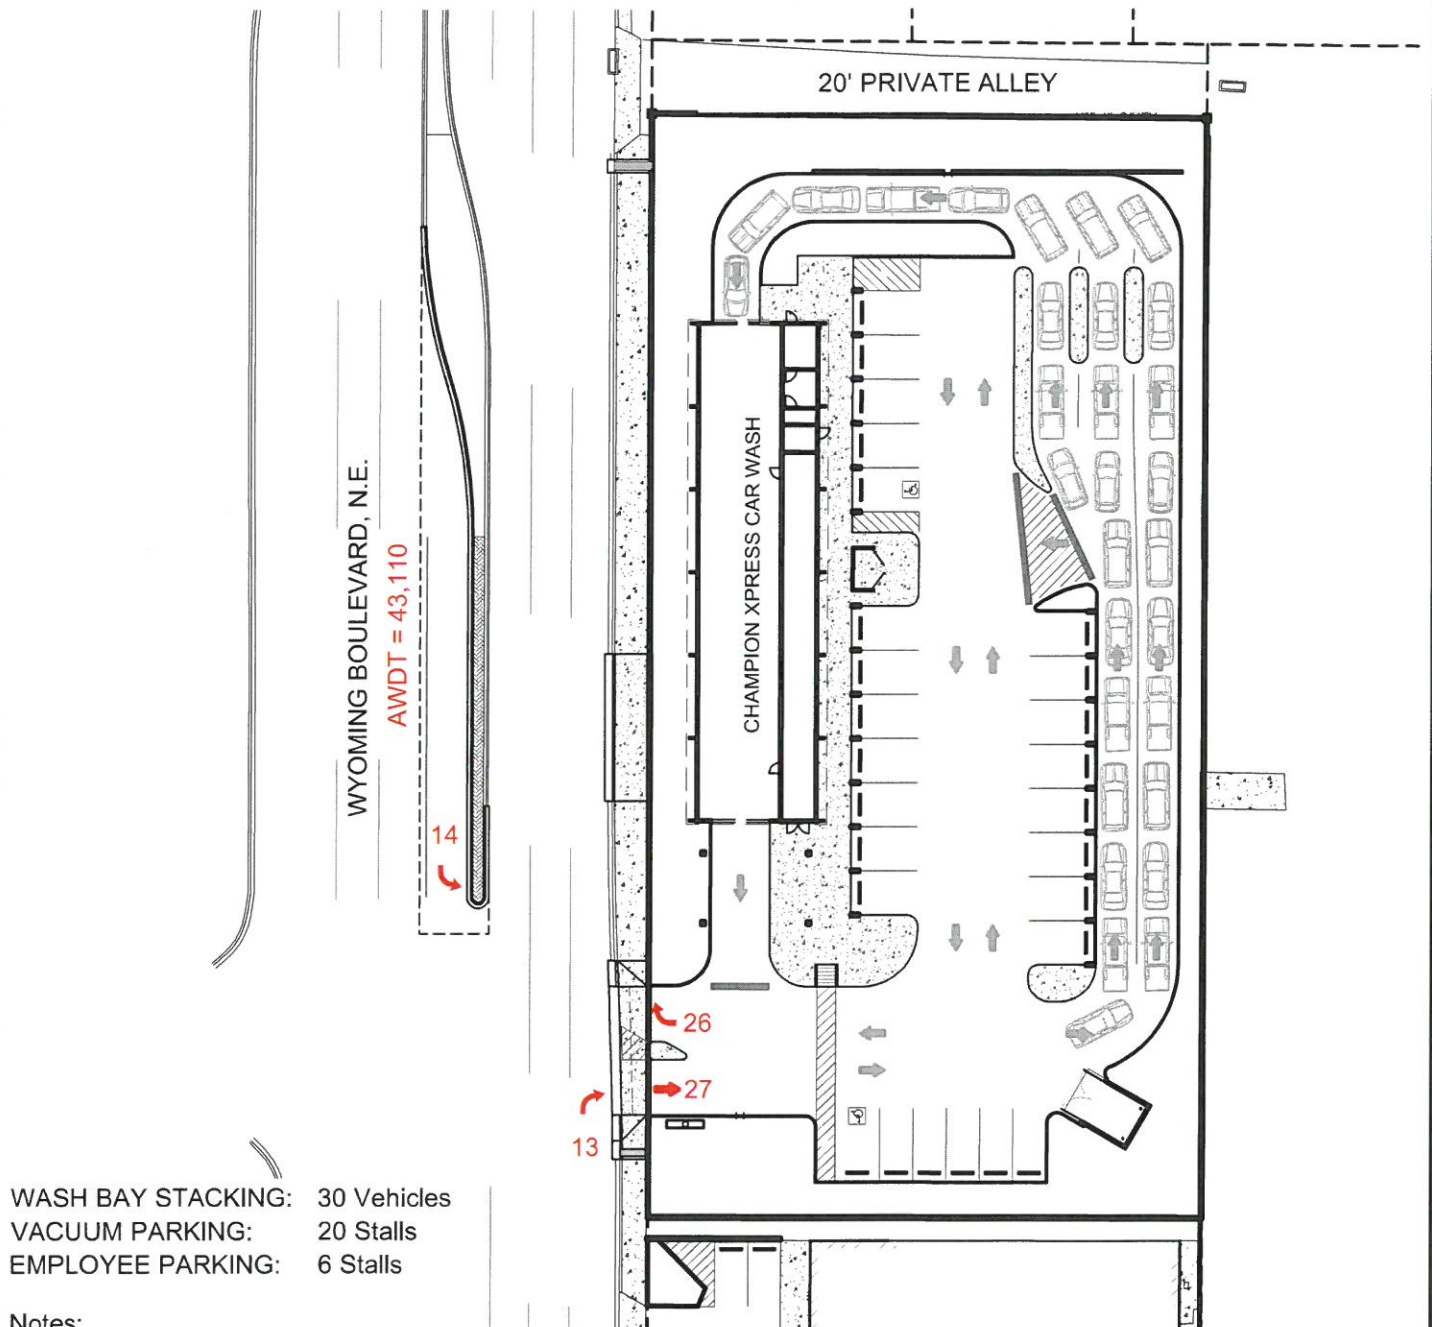 20' PRIVATE ALLEY
CHAMPION XPRESS CAR WASH
WYOMING BOULEVARD, N.E.
AWDT = 43,110
14
26
27
13
WASH BAY STACKING: 30 Vehicles
VACUUM PARKING: 20 Stalls
EMPLOYEE PARKING: 6 Stalls
Notes: